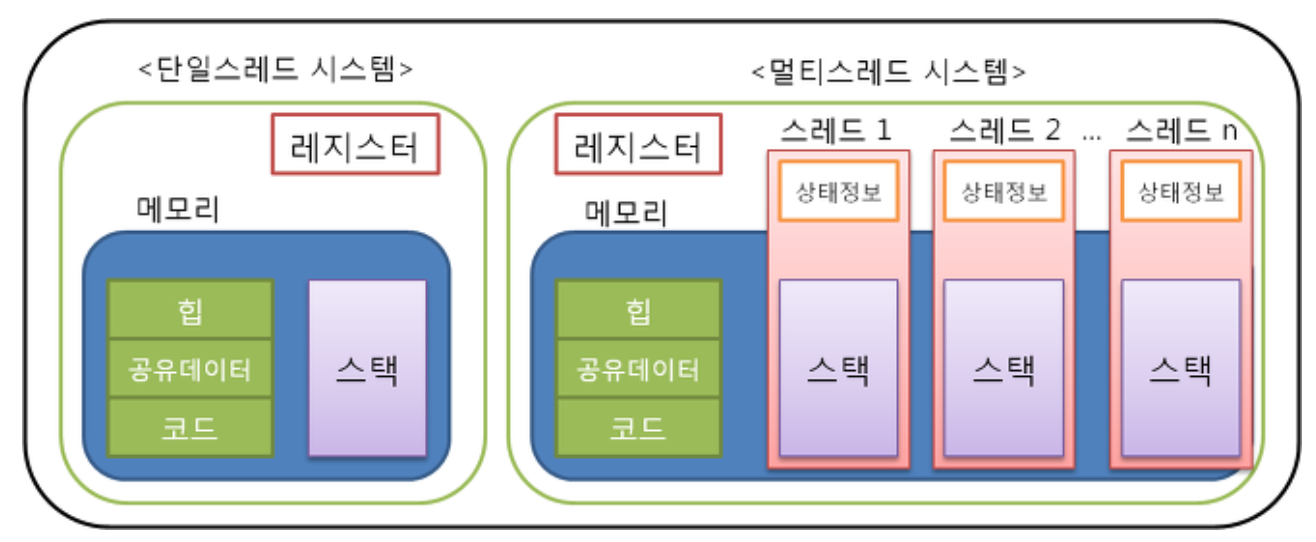 <단일스레드 시스템>
레지스터
메모리
힙
공유데이터
코드
스택
<멀티스레드 시스템>
레지스터
스레드 1 스레드 2 ... 스레드 n
상태정보 상태정보 상태정보
메모리
힙
공유데이터
코드
스택 스택 스택